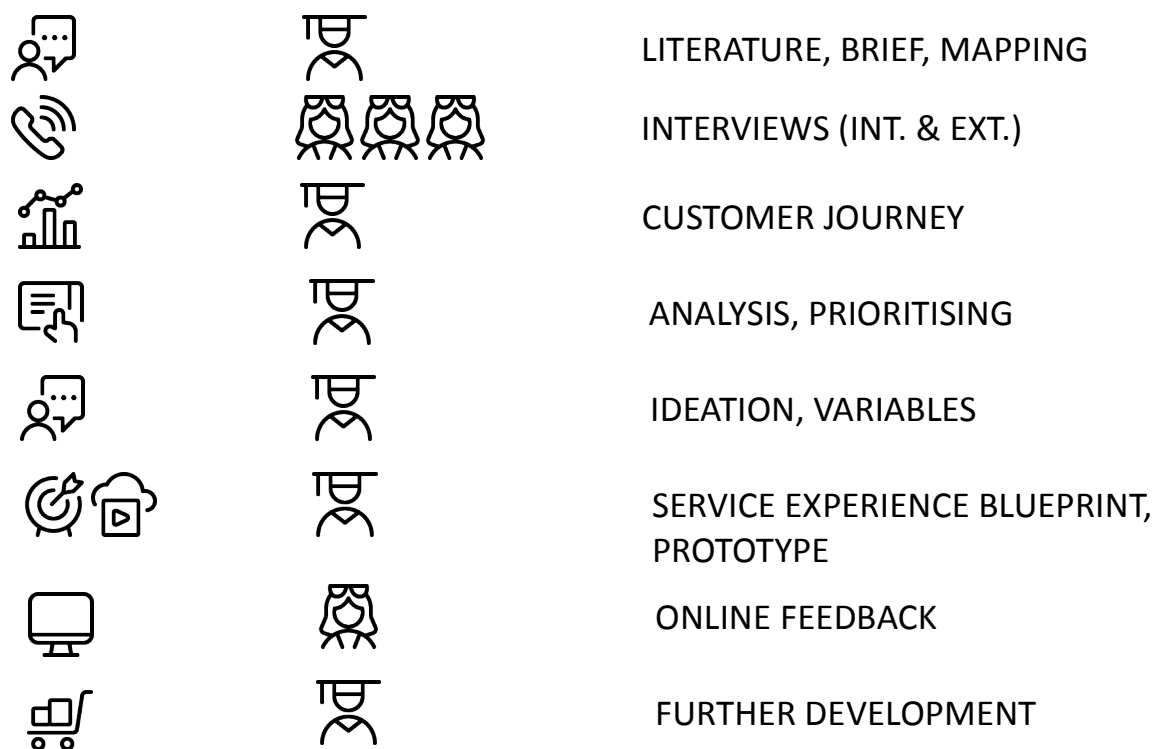 LITERATURE, BRIEF, MAPPING
INTERVIEWS (INT. & EXT.)
CUSTOMER JOURNEY
ANALYSIS, PRIORITISING
IDEATION, VARIABLES
SERVICE EXPERIENCE BLUEPRINT,
PROTOTYPE
ONLINE FEEDBACK
FURTHER DEVELOPMENT